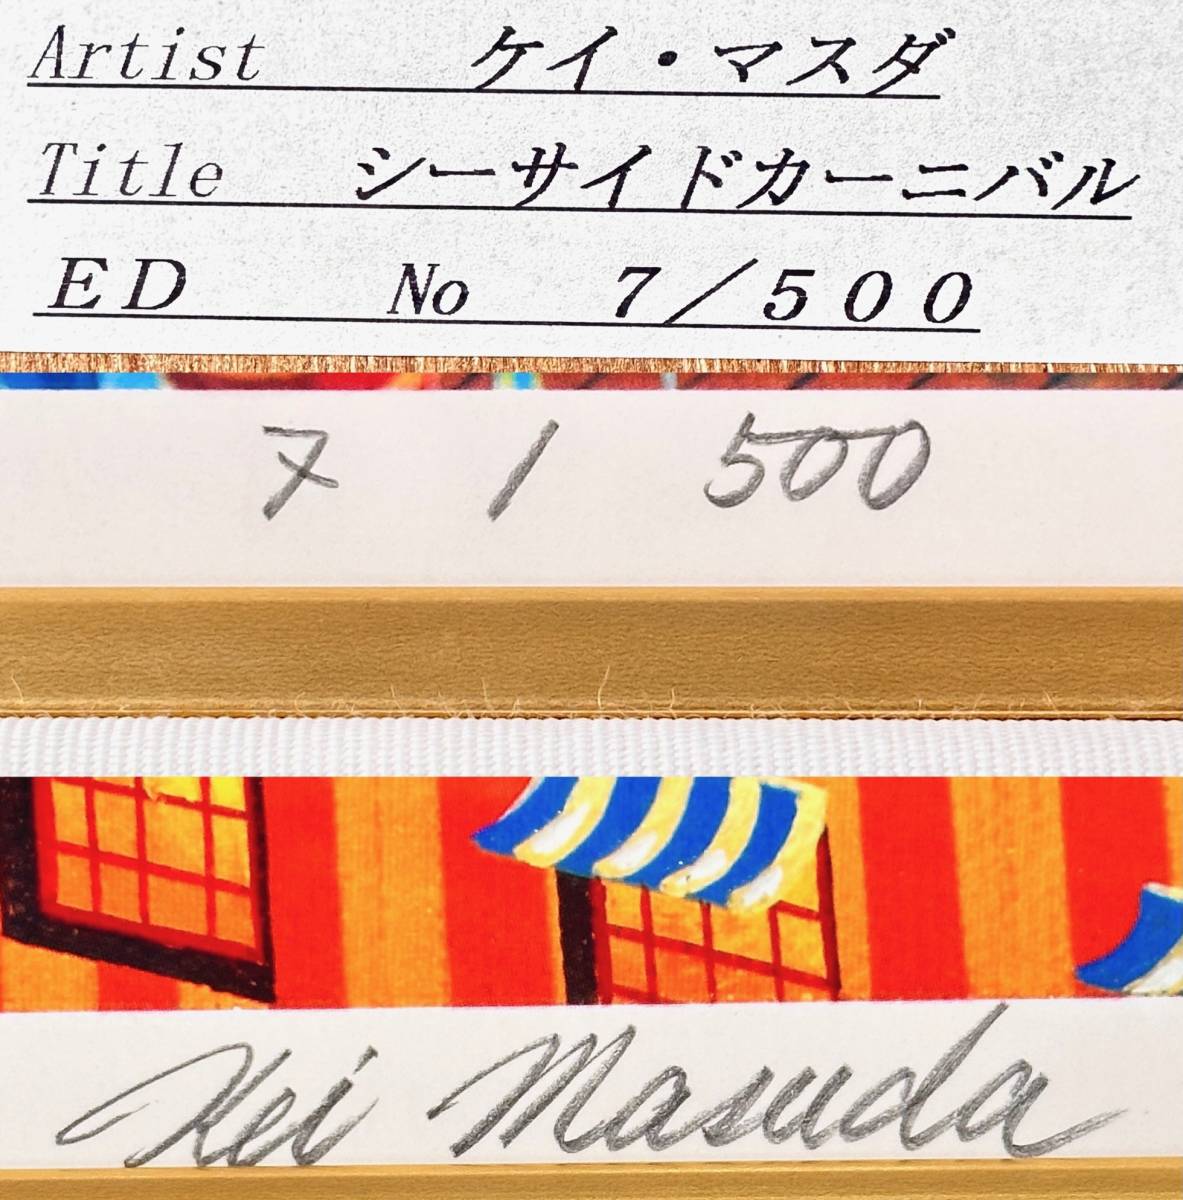 Artist ケイ・マスダ
Title シーサイドカーニバル
ED No 7／500
7 / 500
Kei Masuda